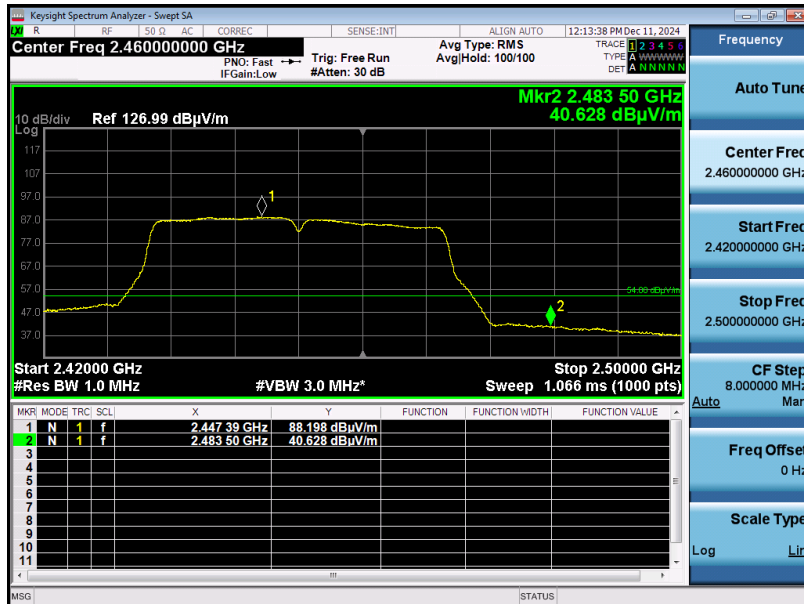 Keysight Spectrum Analyzer - Swept SA
LXI R RF 50 Ω AC CORREC SENSE:INT ALIGN AUTO 12:13:38 PM Dec 11, 2024
Center Freq 2.460000000 GHz
PNO: Fast
IFGain:Low
Trig: Free Run
#Atten: 30 dB
Avg Type: RMS
Avg|Hold: 100/100
TRACE 1 2 3 4 5 6
TYPE A W W W W W
DET A N N N N N
Mkr2 2.483 50 GHz
40.628 dBµV/m
10 dB/div Ref 126.99 dBµV/m
Log
117
107
97.0
87.0
77.0
67.0
57.0
47.0
37.0
1
54.00 dBµV/m
2
Start 2.42000 GHz Stop 2.50000 GHz
#Res BW 1.0 MHz #VBW 3.0 MHz* Sweep 1.066 ms (1000 pts)
MKR MODE TRC SCL X Y FUNCTION FUNCTION WIDTH FUNCTION VALUE
1 N 1 f 2.447 39 GHz 88.198 dBµV/m
2 N 1 f 2.483 50 GHz 40.628 dBµV/m
3
4
5
6
7
8
9
10
11
MSG STATUS
Frequency
Auto Tune
Center Freq
2.460000000 GHz
Start Freq
2.420000000 GHz
Stop Freq
2.500000000 GHz
CF Step
8.000000 MHz
Auto Man
Freq Offset
0 Hz
Scale Type
Log Lin